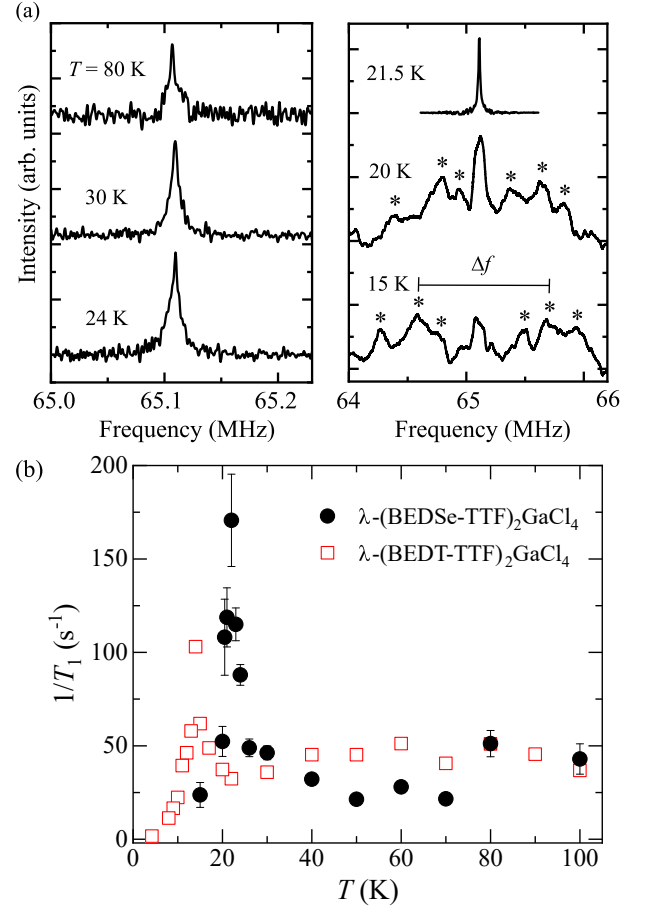 (a)
T = 80 K
30 K
24 K
Intensity (arb. units)
65.0 65.1 65.2
Frequency (MHz)
21.5 K
20 K
* * * * * *
15 K
Δf
* * * * * *
64 65 66
Frequency (MHz)
(b)
200
150
100
50
0
1/T1 (s-1)
λ-(BEDSe-TTF)2GaCl4
λ-(BEDT-TTF)2GaCl4
0 20 40 60 80 100
T (K)